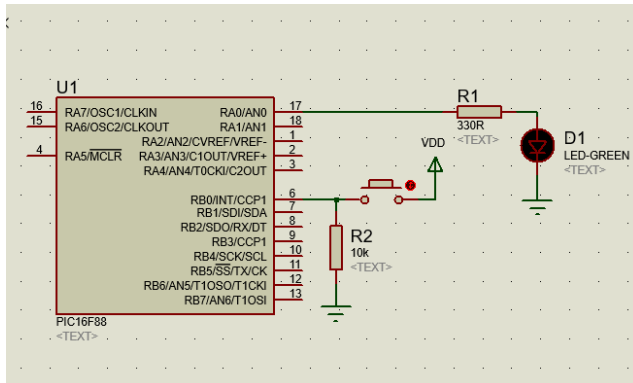 U1
16 RA7/OSC1/CLKIN RA0/AN0 17
15 RA6/OSC2/CLKOUT RA1/AN1 18
RA2/AN2/CVREF/VREF- 1
4 RA5/MCLR RA3/AN3/C1OUT/VREF+ 2
RA4/AN4/T0CKI/C2OUT 3
RB0/INT/CCP1 6
RB1/SDI/SDA 7
RB2/SDO/RX/DT 8
RB3/CCP1 9
RB4/SCK/SCL 10
RB5/SS/TX/CK 11
RB6/AN5/T1OSO/T1CKI 12
RB7/AN6/T1OSI 13
PIC16F88
<TEXT>
R1
330R
<TEXT>
VDD
D1
LED-GREEN
<TEXT>
R2
10k
<TEXT>